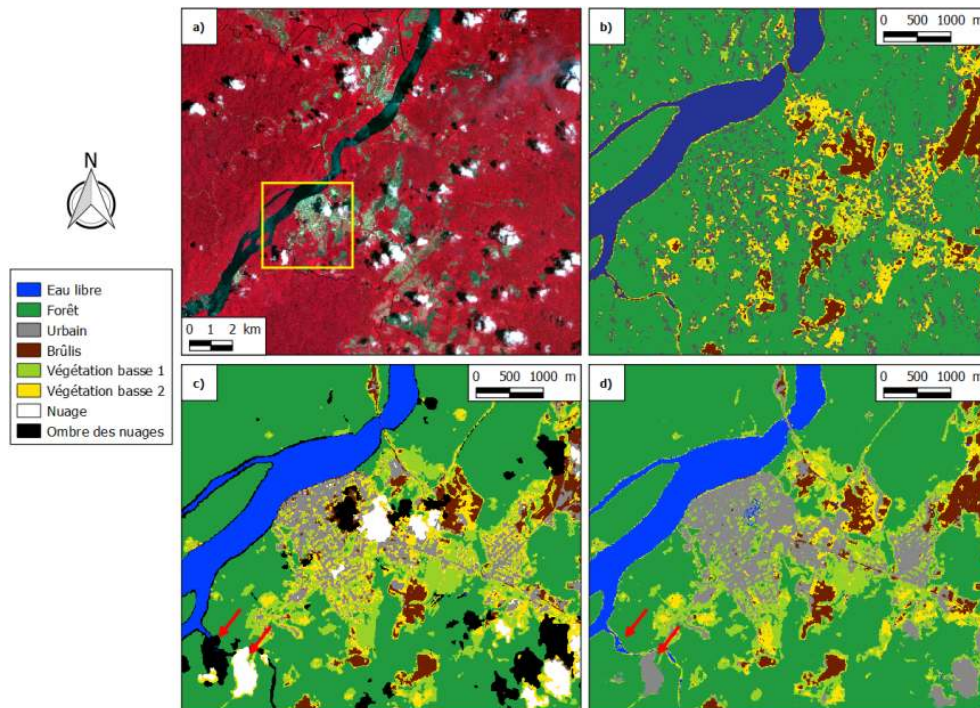 a)
0 1 2 km
b)
0 500 1000 m
N
Eau libre
Forêt
Urbain
Brûlis
Végétation basse 1
Végétation basse 2
Nuage
Ombre des nuages
c)
0 500 1000 m
d)
0 500 1000 m